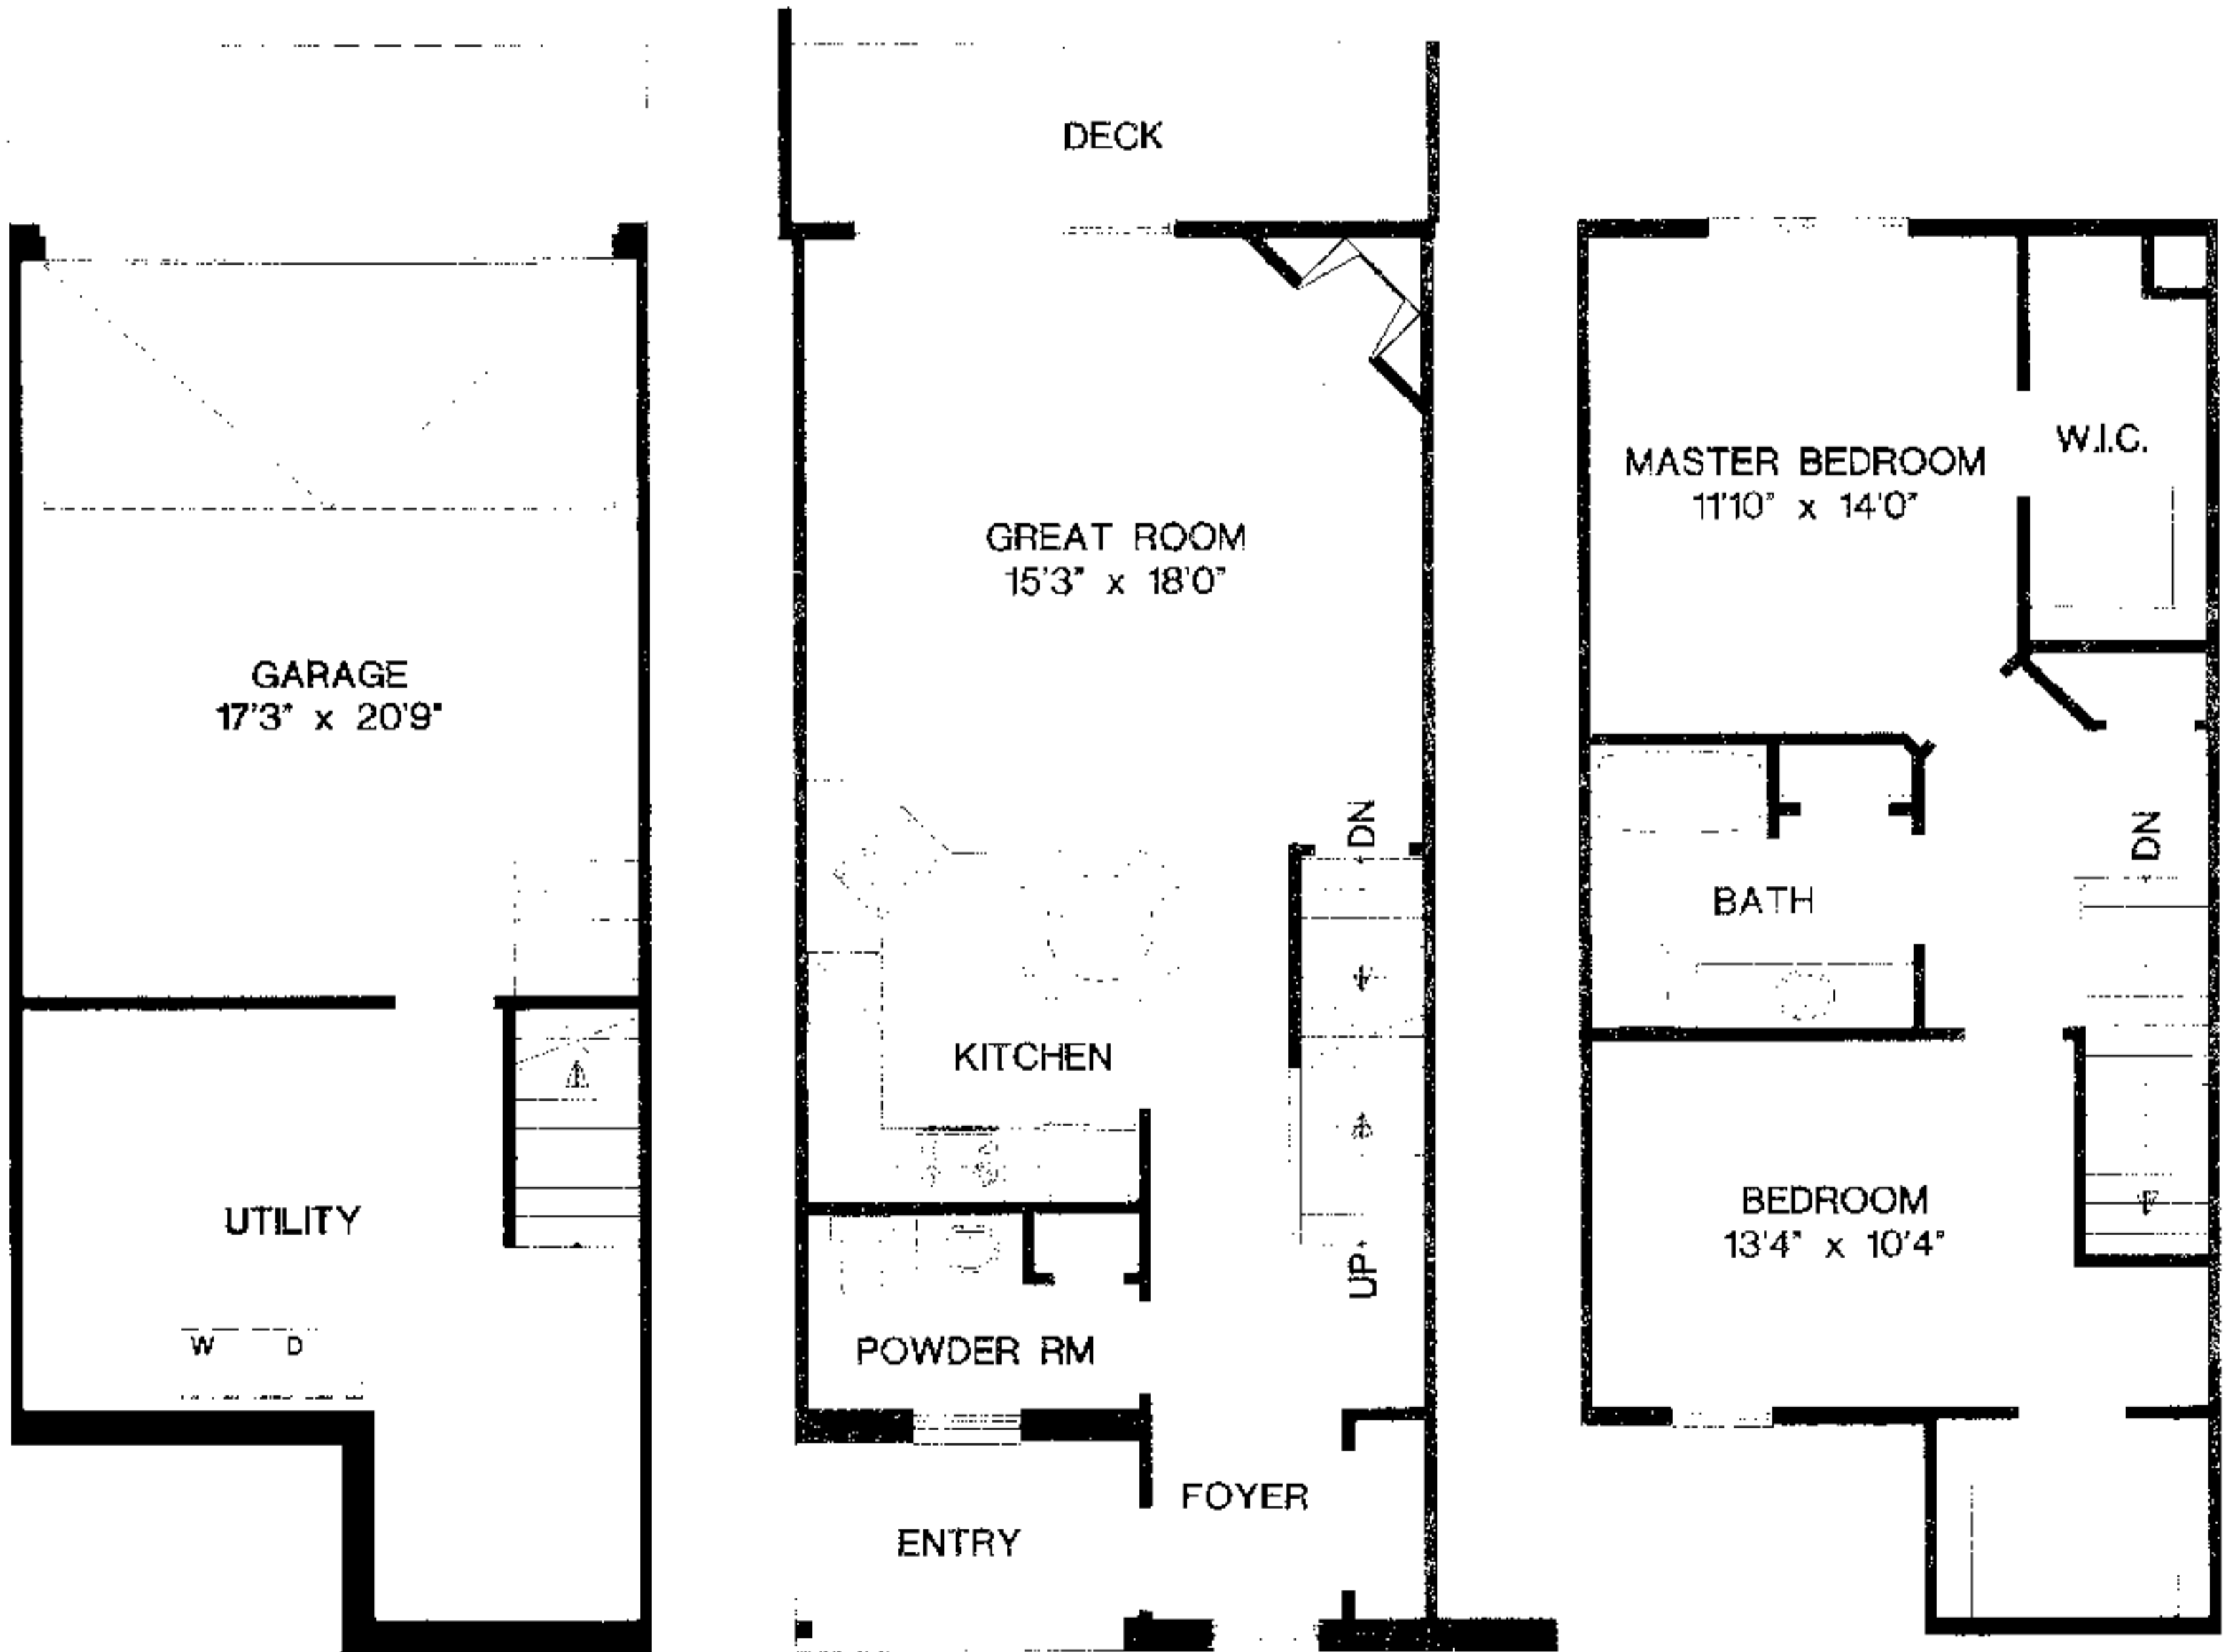 GARAGE
17'3" x 20'9"
UTILITY
W D
DECK
GREAT ROOM
15'3" x 18'0"
DN
KITCHEN
UP
POWDER RM
FOYER
ENTRY
MASTER BEDROOM
11'10" x 14'0"
W.I.C.
BATH
DN
BEDROOM
13'4" x 10'4"